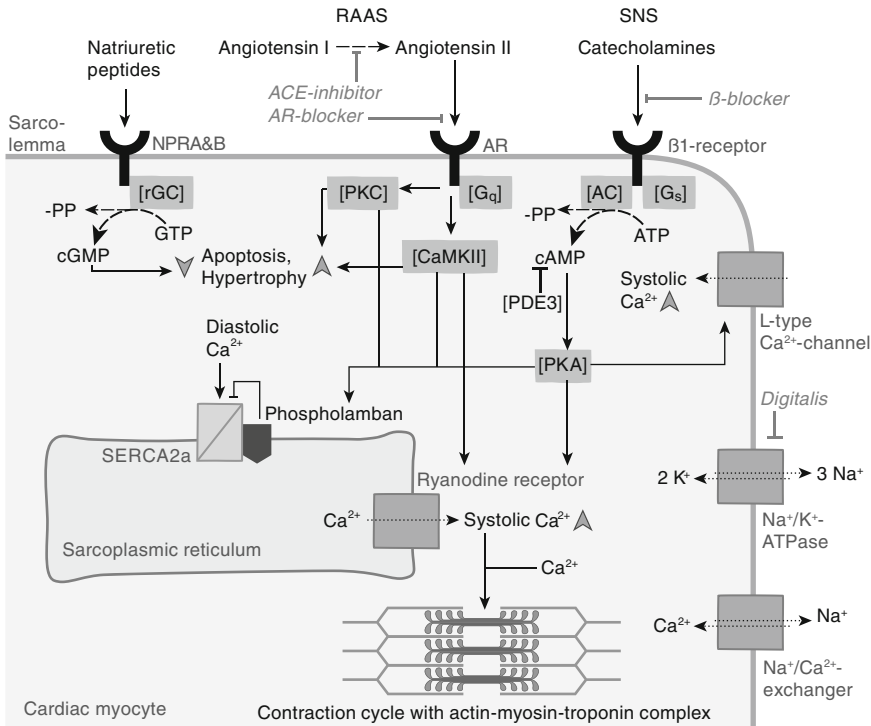 RAAS
SNS
Natriuretic
peptides
Angiotensin I
Angiotensin II
Catecholamines
ACE-inhibitor
AR-blocker
ß-blocker
Sarco-
lemma
NPRA&B
AR
ß1-receptor
[rGC]
[PKC]
[Gq]
[AC]
[Gs]
-PP
GTP
cGMP
-PP
ATP
cAMP
Apoptosis,
Hypertrophy
[CaMKII]
[PDE3]
Systolic
Ca²⁺
L-type
Ca²⁺-channel
Diastolic
Ca²⁺
[PKA]
Phospholamban
SERCA2a
Digitalis
Ryanodine receptor
2 K⁺
3 Na⁺
Ca²⁺
Systolic Ca²⁺
Na⁺/K⁺-
ATPase
Sarcoplasmic reticulum
Ca²⁺
Ca²⁺
Na⁺
Na⁺/Ca²⁺-
exchanger
Cardiac myocyte
Contraction cycle with actin-myosin-troponin complex